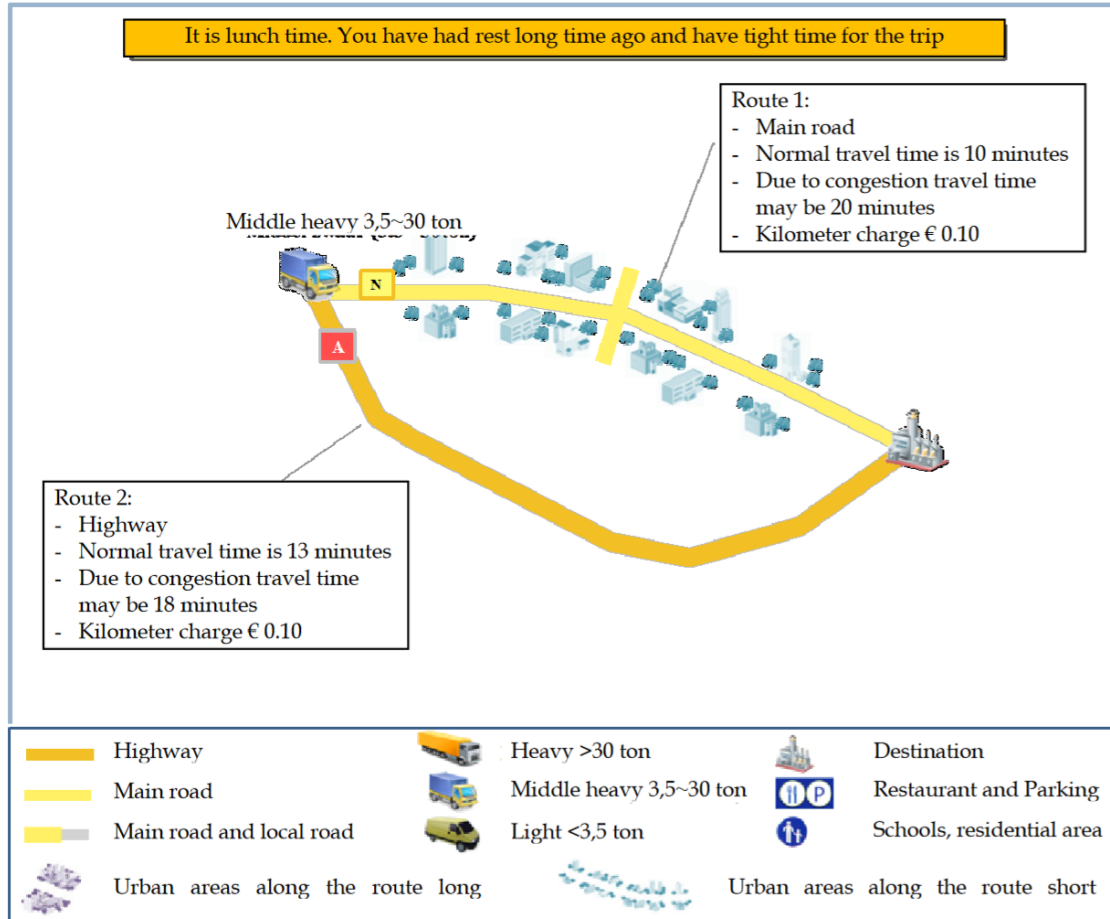 It is lunch time. You have had rest long time ago and have tight time for the trip
Route 1:
- Main road
- Normal travel time is 10 minutes
- Due to congestion travel time
may be 20 minutes
- Kilometer charge € 0.10
Middle heavy 3,5~30 ton
N
A
Route 2:
- Highway
- Normal travel time is 13 minutes
- Due to congestion travel time
may be 18 minutes
- Kilometer charge € 0.10
Highway
Heavy >30 ton
Destination
Main road
Middle heavy 3,5~30 ton
P
Restaurant and Parking
Main road and local road
Light <3,5 ton
Schools, residential area
Urban areas along the route long
Urban areas along the route short